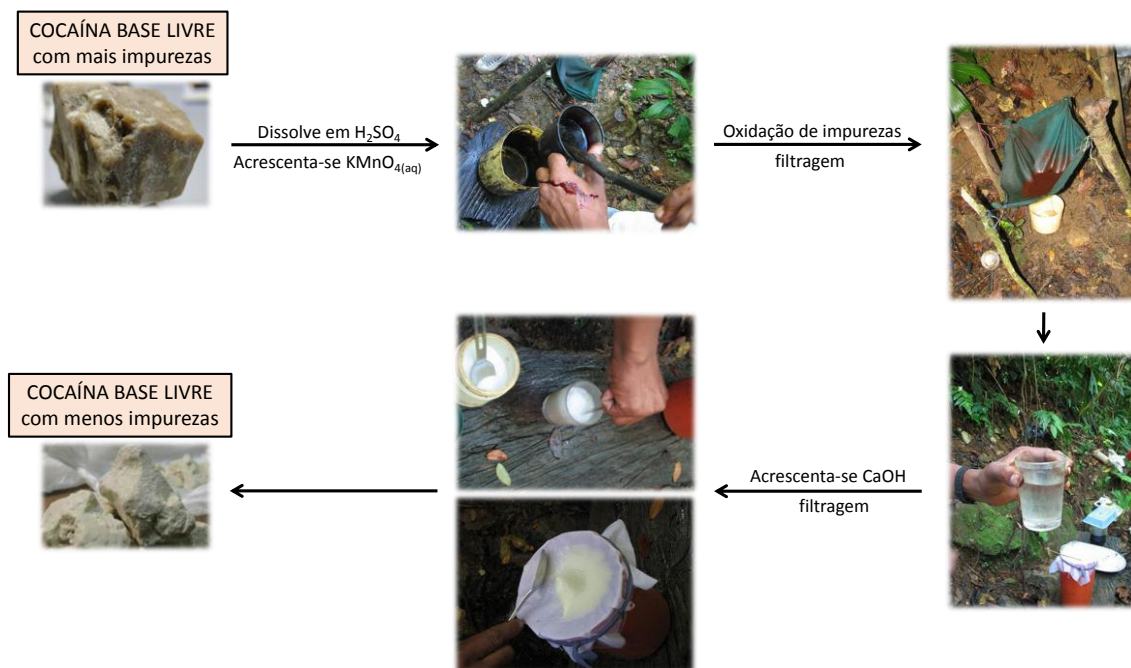 COCAÍNA BASE LIVRE
com mais impurezas
Dissolve em H₂SO₄
Acrescenta-se KMnO₄₍ₐq₎
Oxidação de impurezas
filtragem
COCAÍNA BASE LIVRE
com menos impurezas
Acrescenta-se CaOH
filtragem